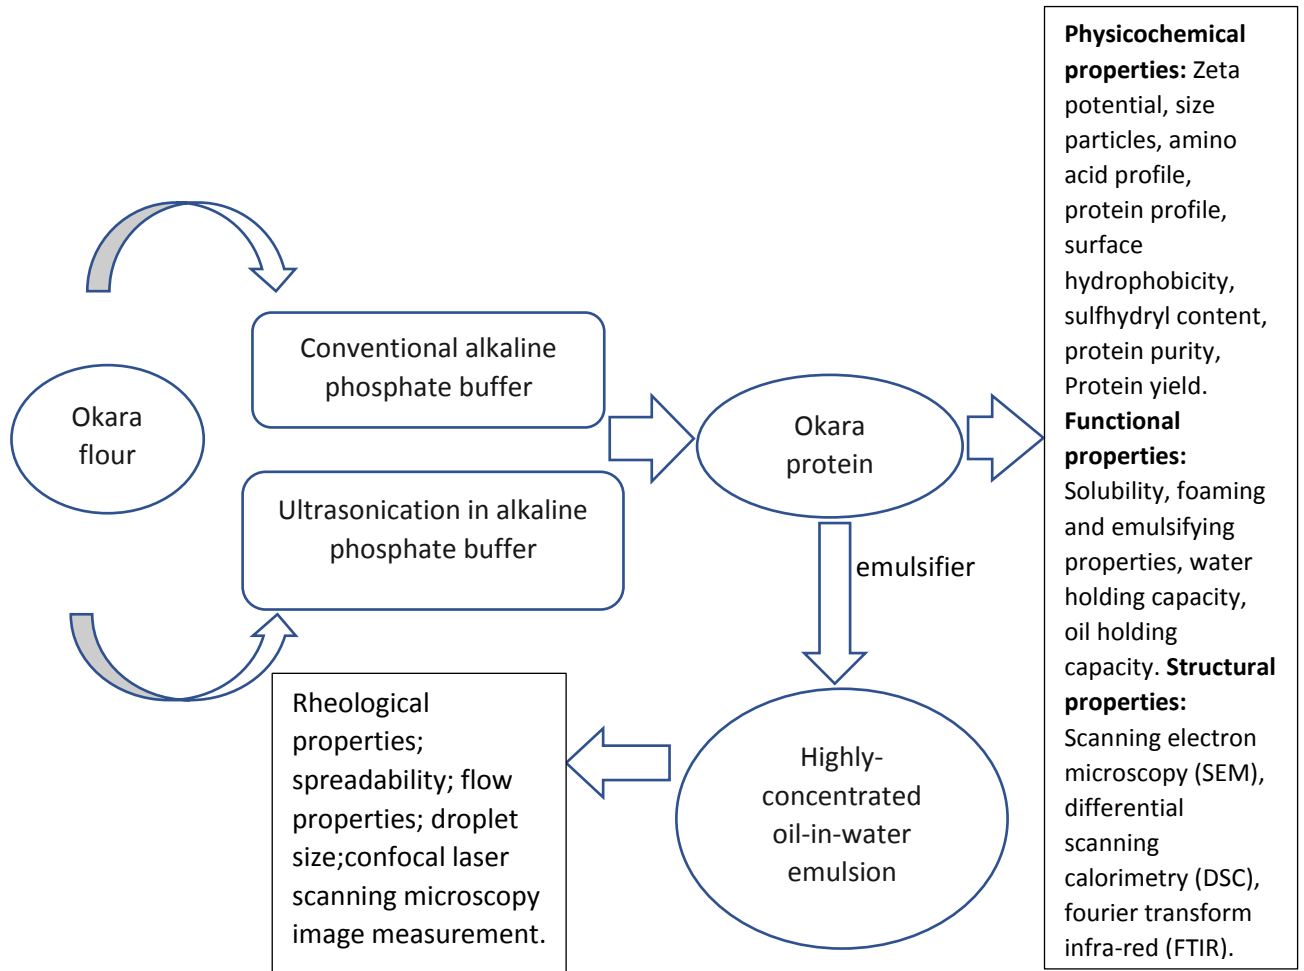 Okara
flour
Conventional alkaline
phosphate buffer
Ultrasonication in alkaline
phosphate buffer
Okara
protein
emulsifier
Highly-
concentrated
oil-in-water
emulsion
Rheological
properties;
spreadability; flow
properties; droplet
size;confocal laser
scanning microscopy
image measurement.
Physicochemical
properties: Zeta
potential, size
particles, amino
acid profile,
protein profile,
surface
hydrophobicity,
sulfhydryl content,
protein purity,
Protein yield.
Functional
properties:
Solubility, foaming
and emulsifying
properties, water
holding capacity,
oil holding
capacity. Structural
properties:
Scanning electron
microscopy (SEM),
differential
scanning
calorimetry (DSC),
fourier transform
infra-red (FTIR).